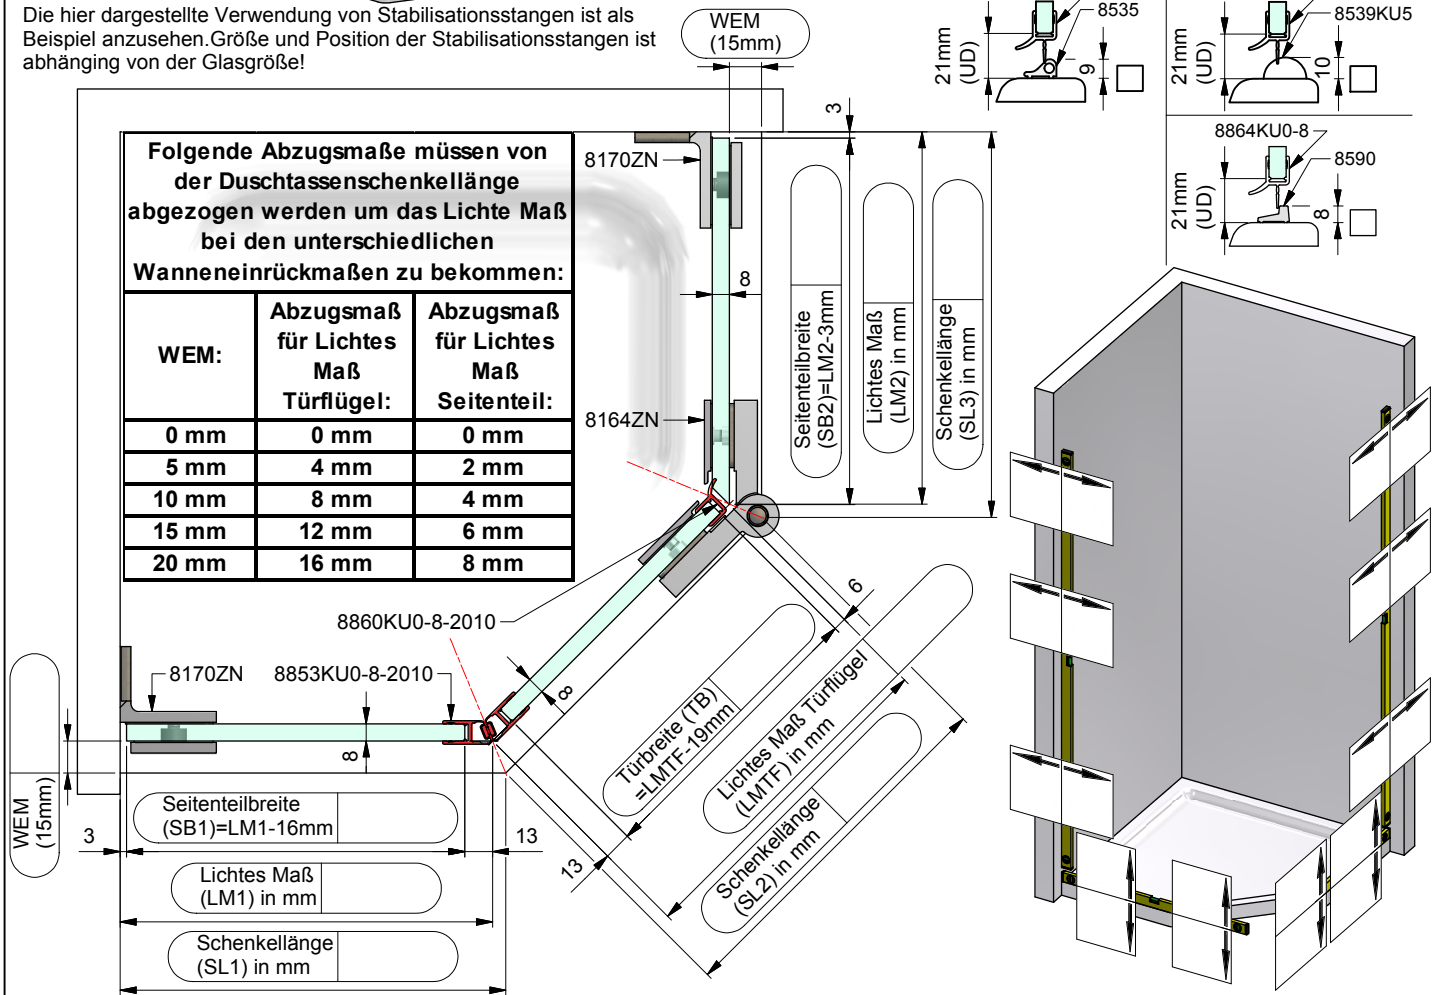 Die hier dargestellte Verwendung von Stabilisationsstangen ist als
Beispiel anzusehen.Größe und Position der Stabilisationsstangen ist
abhänging von der Glasgröße!
WEM
(15mm)
8535
21mm
(UD)
9
8539KU5
21mm
(UD)
10
8864KU0-8
8590
21mm
(UD)
8
Folgende Abzugsmaße müssen von
der Duschtassenschenkellänge
abgezogen werden um das Lichte Maß
bei den unterschiedlichen
Wanneneinrückmaßen zu bekommen:
WEM:
Abzugsmaß
für Lichtes
Maß
Türflügel:
Abzugsmaß
für Lichtes
Maß
Seitenteil:
0 mm 0 mm 0 mm
5 mm 4 mm 2 mm
10 mm 8 mm 4 mm
15 mm 12 mm 6 mm
20 mm 16 mm 8 mm
8170ZN
3
8
8164ZN
Seitenteilbreite
(SB2)=LM2-3mm
Lichtes Maß
(LM2) in mm
Schenkellänge
(SL3) in mm
8860KU0-8-2010
8170ZN
8853KU0-8-2010
8
8
6
WEM
(15mm)
3
13
13
Seitenteilbreite
(SB1)=LM1-16mm
Lichtes Maß
(LM1) in mm
Schenkellänge
(SL1) in mm
Türbreite (TB)
=LMTF-19mm
Lichtes Maß Türflügel
(LMTF) in mm
Schenkellänge
(SL2) in mm